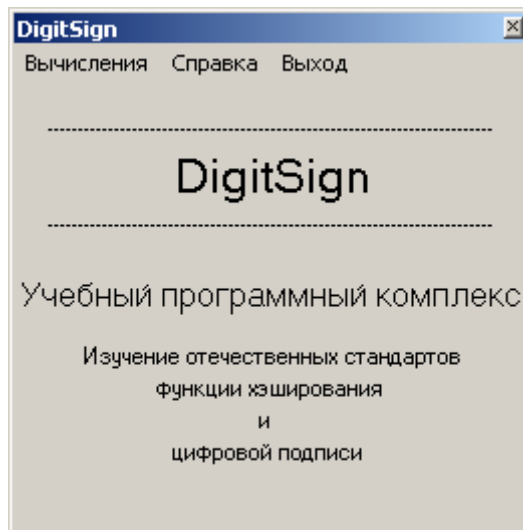 DigitSign
Вычисления Справка Выход
DigitSign
Учебный программный комплекс
Изучение отечественных стандартов
функции хэширования
и
цифровой подписи